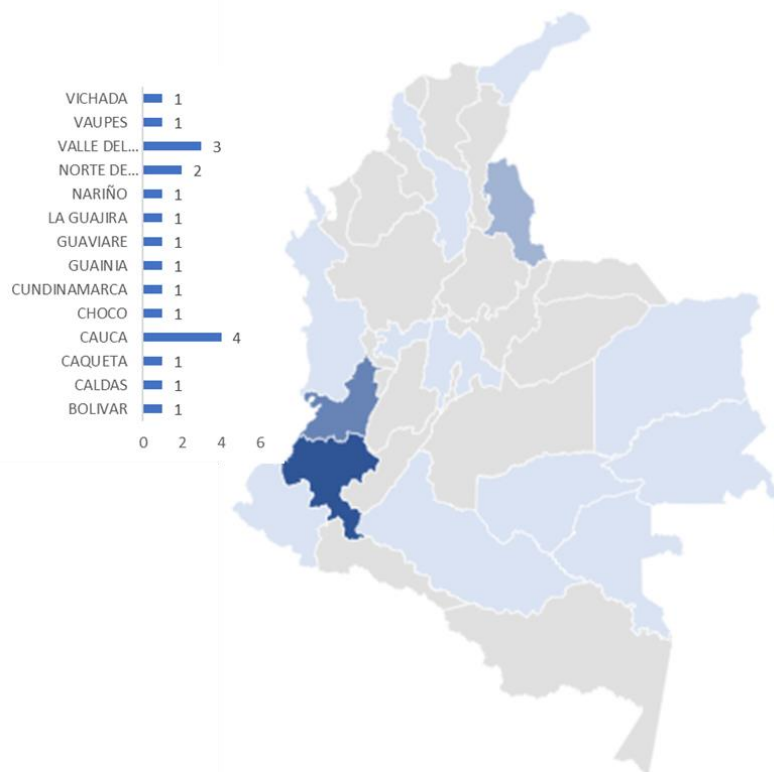 VICHADA 1
VAUPES 1
VALLE DEL... 3
NORTE DE... 2
NARIÑO 1
LA GUAJIRA 1
GUAVIARE 1
GUAINIA 1
CUNDINAMARCA 1
CHOCO 1
CAUCA 4
CAQUETA 1
CALDAS 1
BOLIVAR 1
0 2 4 6